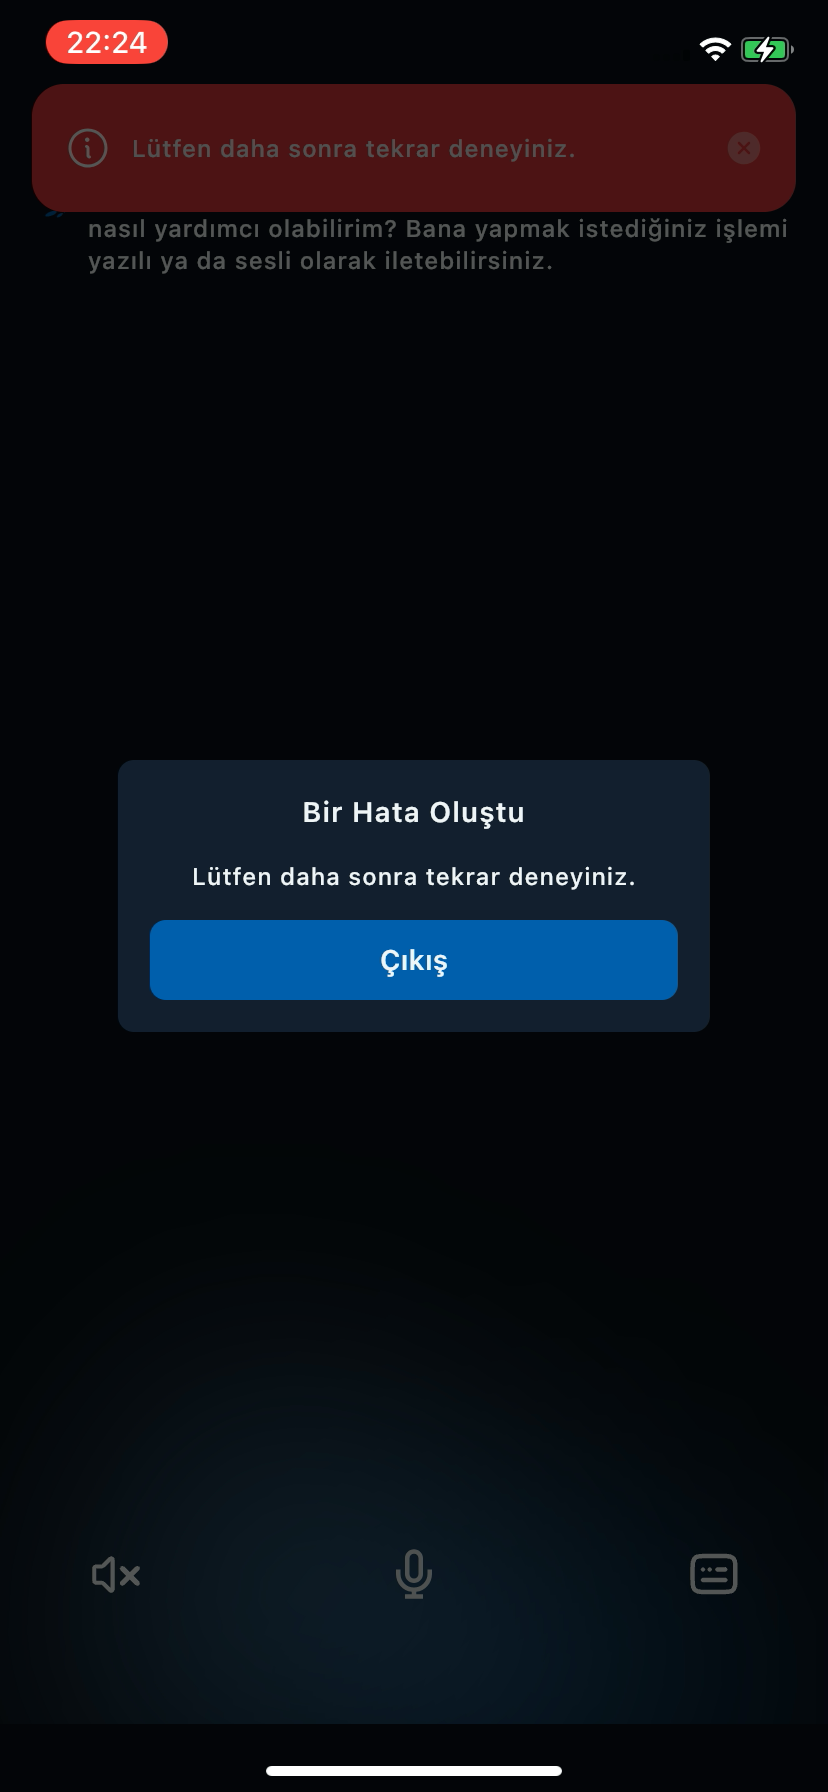 22:24
Lütfen daha sonra tekrar deneyiniz.
nasıl yardımcı olabilirim? Bana yapmak istediğiniz işlemi
yazılı ya da sesli olarak iletebilirsiniz.
Bir Hata Oluştu
Lütfen daha sonra tekrar deneyiniz.
Çıkış